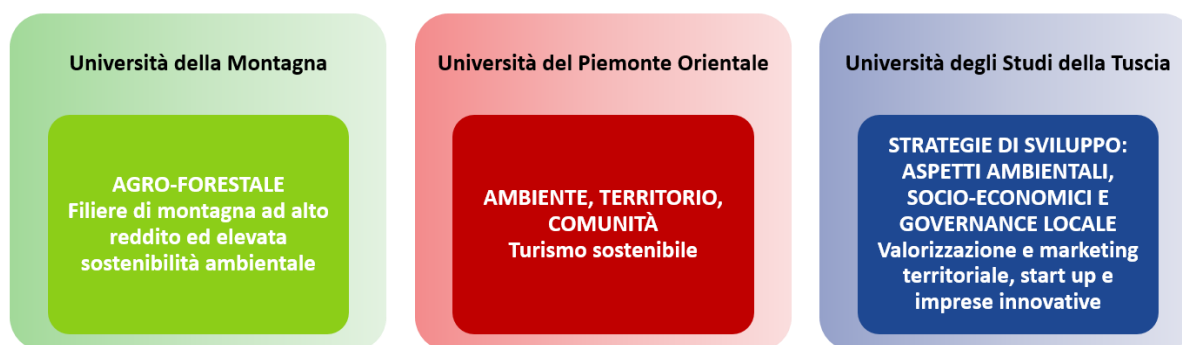 Università della Montagna
AGRO-FORESTALE
Filiere di montagna ad alto
reddito ed elevata
sostenibilità ambientale
Università del Piemonte Orientale
AMBIENTE, TERRITORIO,
COMUNITÀ
Turismo sostenibile
Università degli Studi della Tuscia
STRATEGIE DI SVILUPPO:
ASPETTI AMBIENTALI,
SOCIO-ECONOMICI E
GOVERNANCE LOCALE
Valorizzazione e marketing
territoriale, start up e
imprese innovative